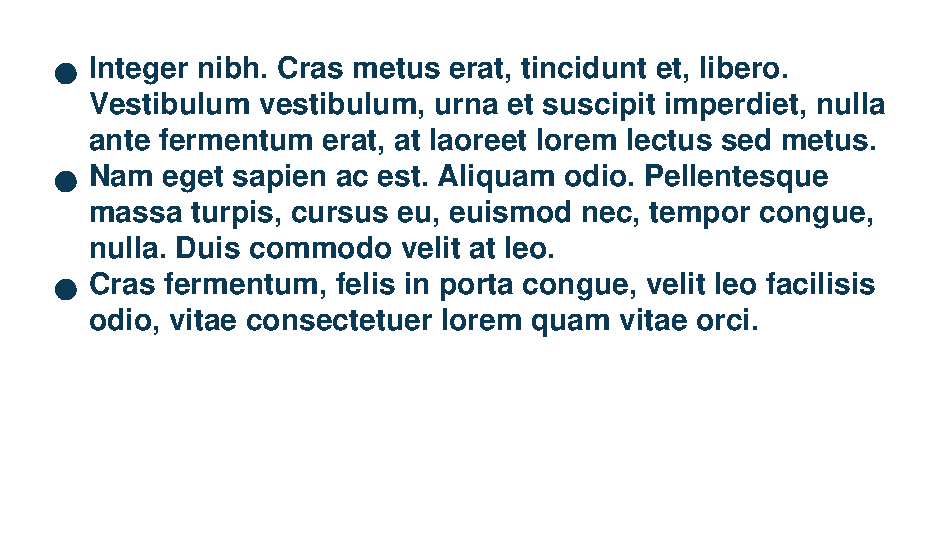 ● Integer nibh. Cras metus erat, tincidunt et, libero.
Vestibulum vestibulum, urna et suscipit imperdiet, nulla
ante fermentum erat, at laoreet lorem lectus sed metus.
● Nam eget sapien ac est. Aliquam odio. Pellentesque
massa turpis, cursus eu, euismod nec, tempor congue,
nulla. Duis commodo velit at leo.
● Cras fermentum, felis in porta congue, velit leo facilisis
odio, vitae consectetuer lorem quam vitae orci.